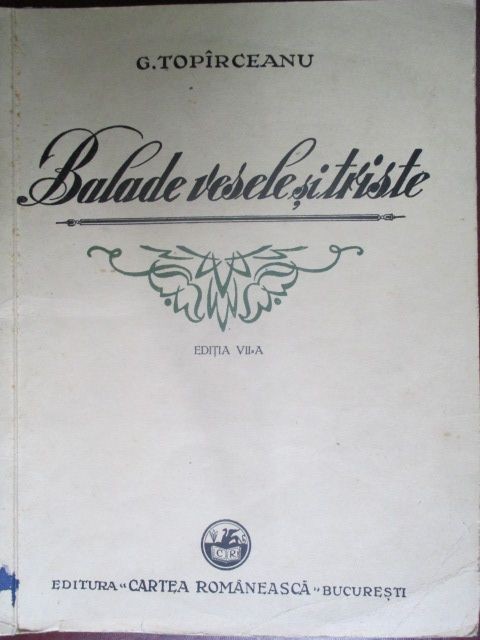 G. TOPÎRCEANU
Balade vesele și triste
EDIȚIA VII-A
C R
EDITURA „CARTEA ROMÂNEASCĂ" BUCUREȘTI